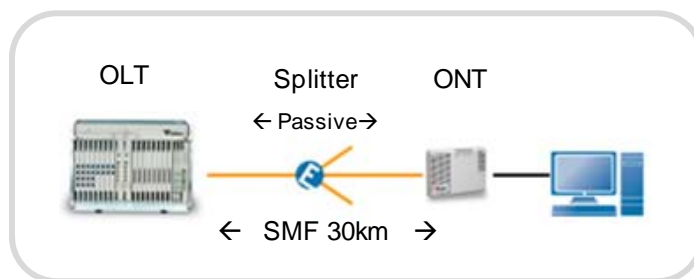 OLT Splitter ONT
← Passive→
E
← SMF 30km →